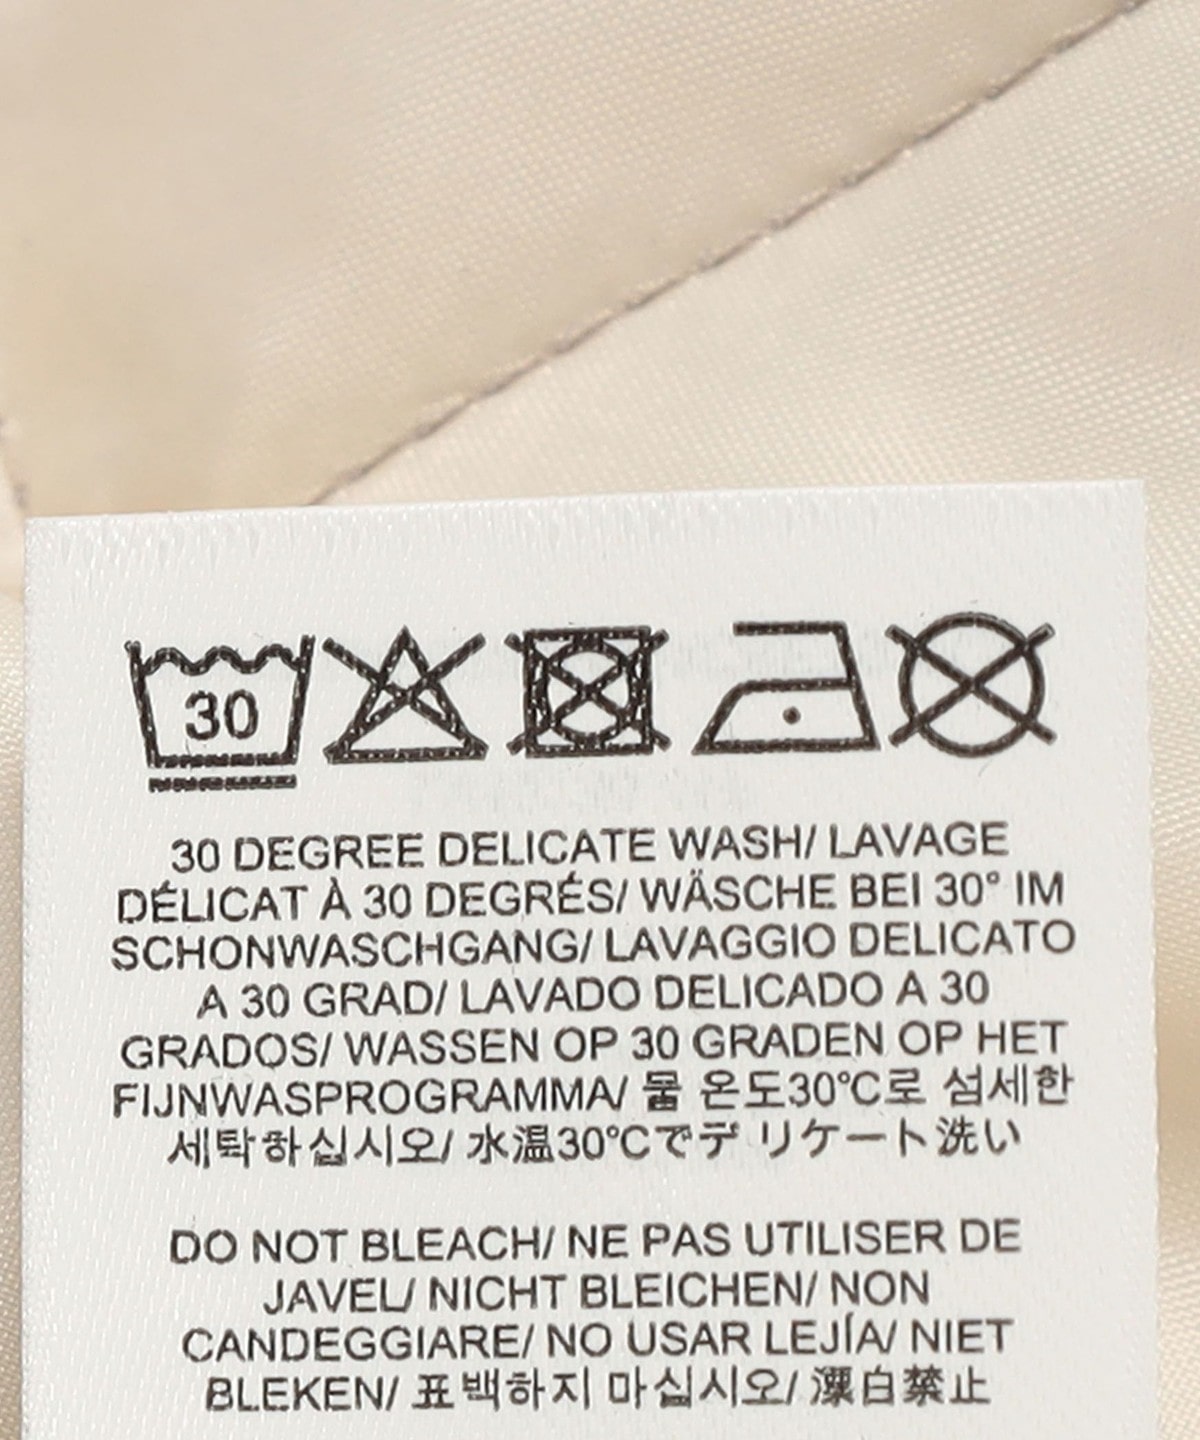 30
30 DEGREE DELICATE WASH/ LAVAGE
DÉLICAT À 30 DEGRÉS/ WÄSCHE BEI 30° IM
SCHONWASCHGANG/ LAVAGGIO DELICATO
A 30 GRAD/ LAVADO DELICADO A 30
GRADOS/ WASSEN OP 30 GRADEN OP HET
FIJNWASPROGRAMMA/ 물 온도30℃로 섬세한
세탁하십시오/ 水温30℃でデ リケート洗い
DO NOT BLEACH/ NE PAS UTILISER DE
JAVEL/ NICHT BLEICHEN/ NON
CANDEGGIARE/ NO USAR LEJÍA/ NIET
BLEKEN/ 표백하지 마십시오/ 漂白禁止